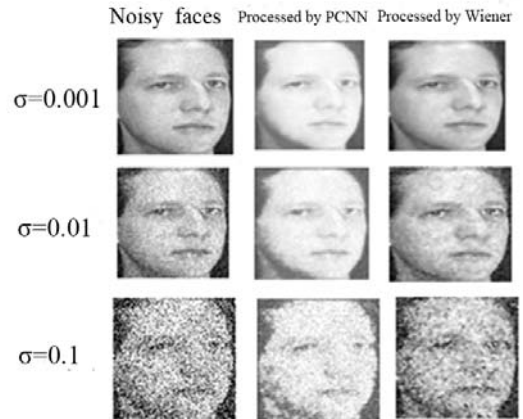 Noisy faces Processed by PCNN Processed by Wiener
σ=0.001
σ=0.01
σ=0.1